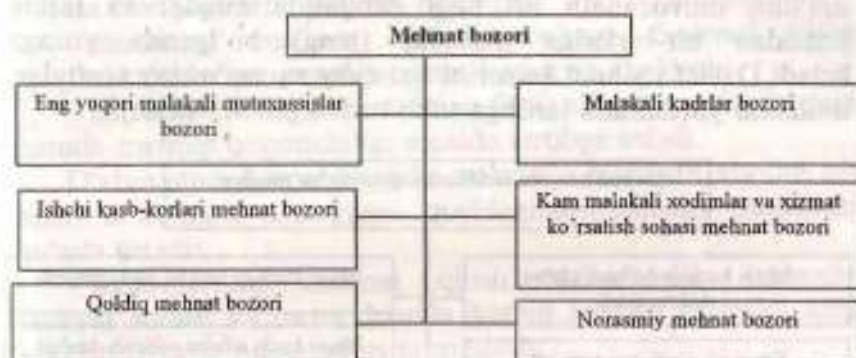 Mehnat bozori
Eng yuqori malakali mutaxassislar
bozori
Malakali kadrlar bozori
Ishchi kasb-korlari mehnat bozori
Kam malakali xodimlar va xizmat
ko`rsatish sohasi mehnat bozori
Qoldiq mehnat bozori
Norasmiy mehnat bozori